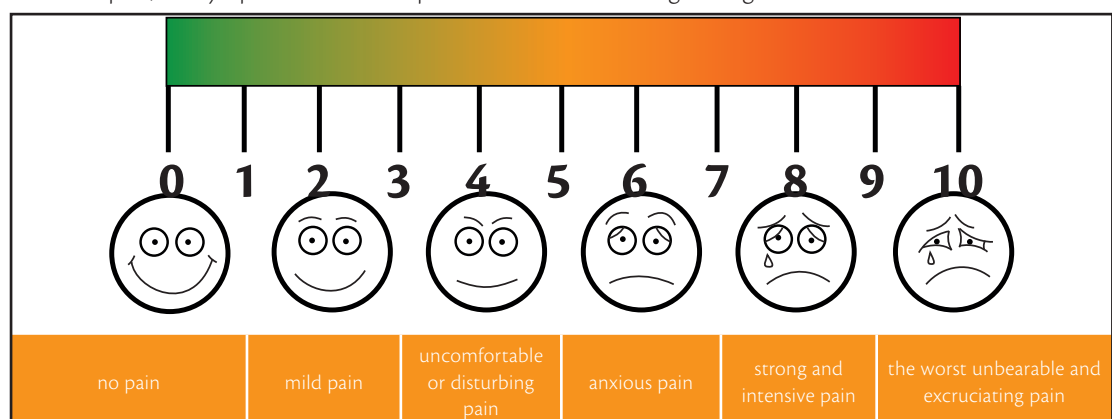 0 1 2 3 4 5 6 7 8 9 10
no pain
mild pain
uncomfortable
or disturbing
pain
anxious pain
strong and
intensive pain
the worst unbearable and
excruciating pain